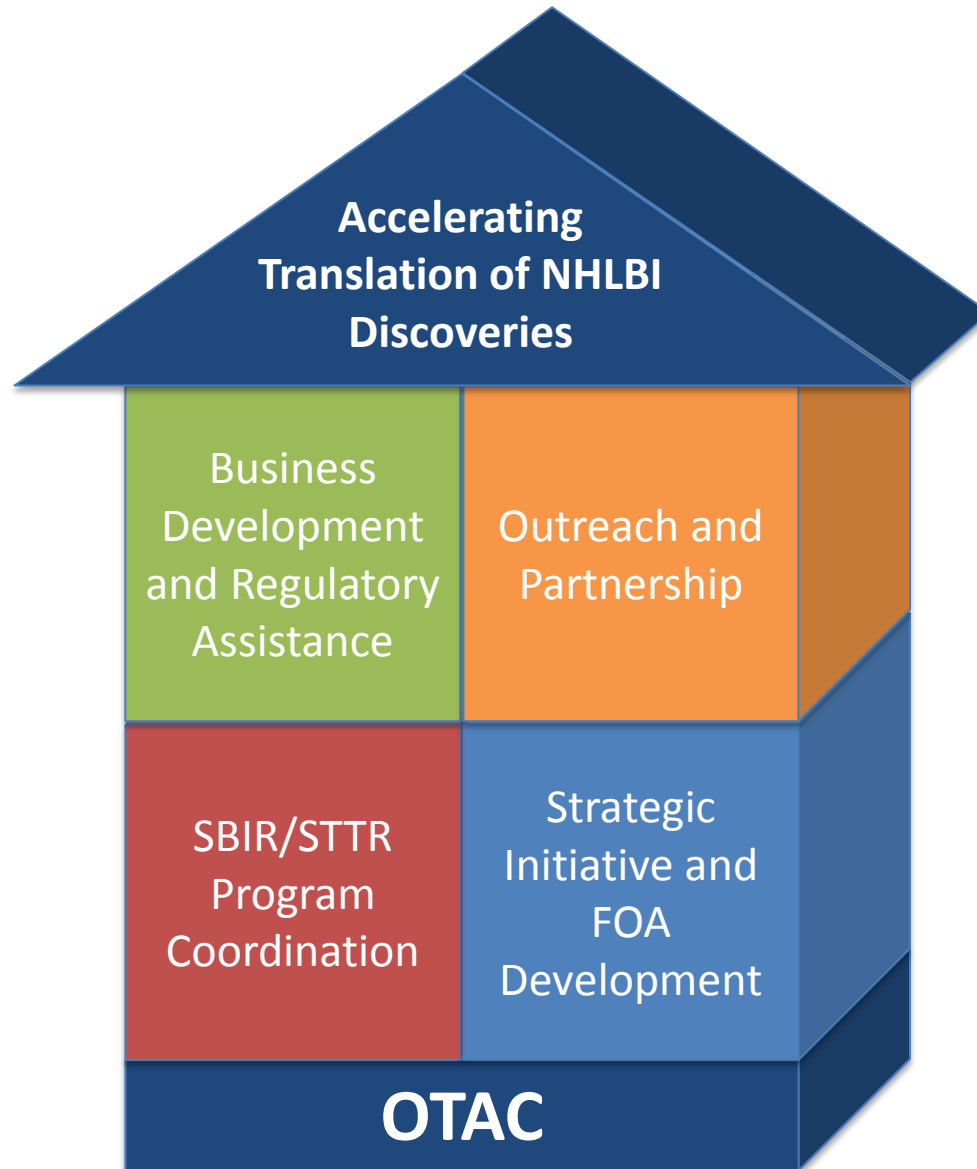 Accelerating
Translation of NHLBI
Discoveries
Business
Development
and Regulatory
Assistance
Outreach and
Partnership
SBIR/STTR
Program
Coordination
Strategic
Initiative and
FOA
Development
OTAC